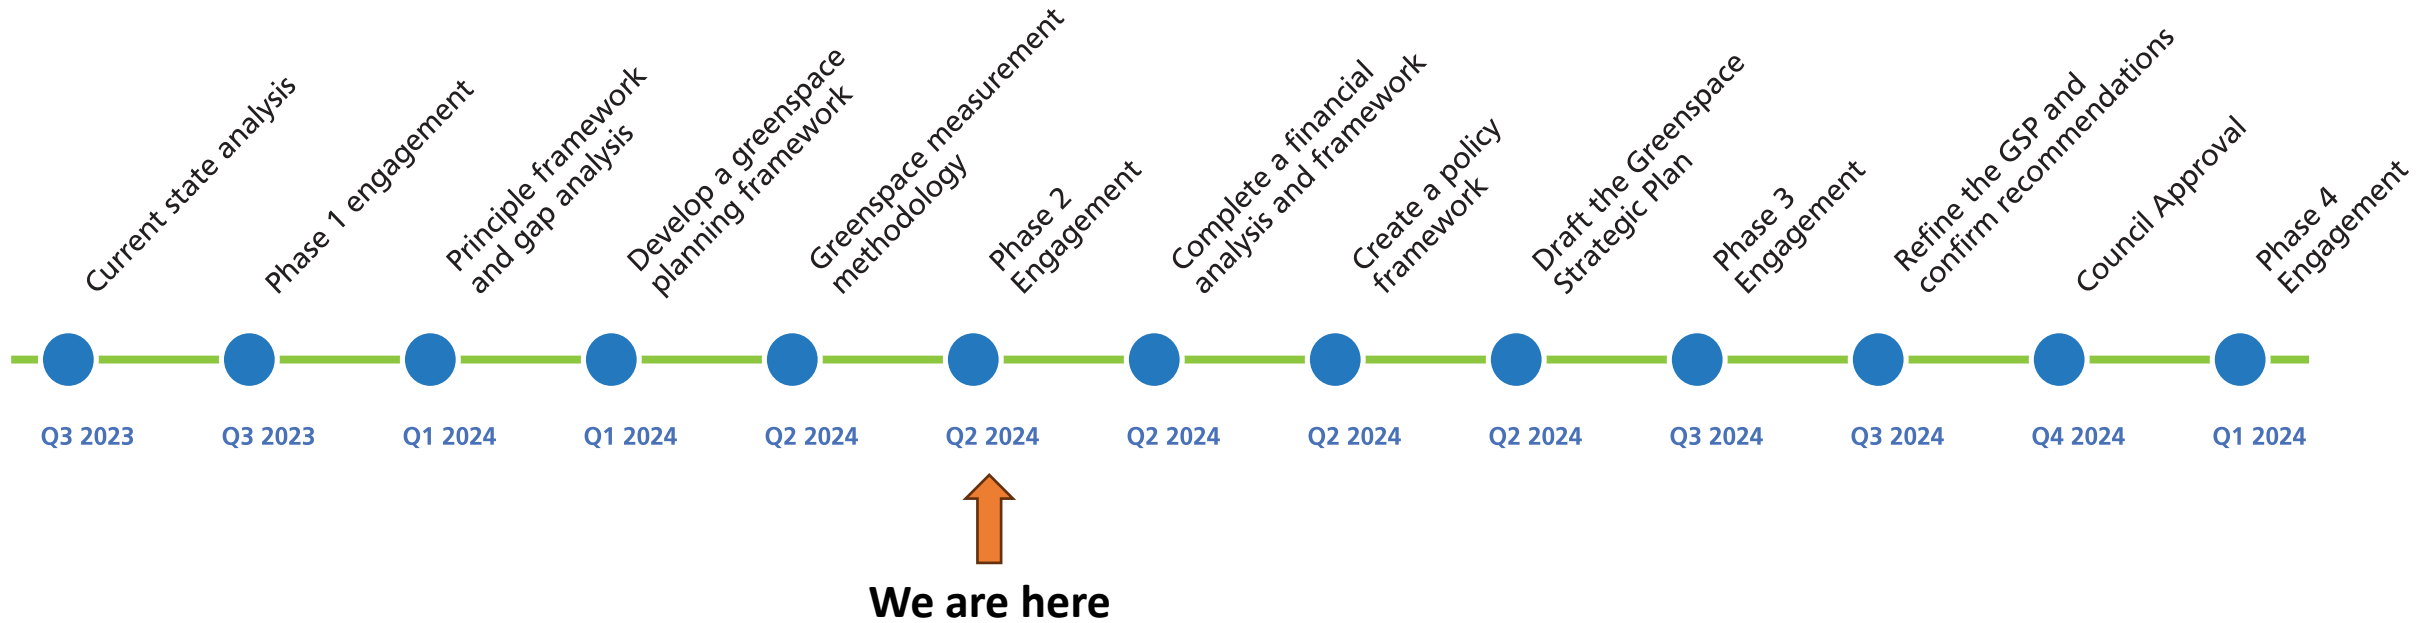 Current state analysis
Phase 1 engagement
Principle framework
and gap analysis
Develop a greenspace
planning framework
Greenspace measurement
methodology
Phase 2
Engagement
Complete a financial
analysis and framework
Create a policy
framework
Draft the Greenspace
Strategic Plan
Phase 3
Engagement
Refine the GSP and
confirm recommendations
Council Approval
Phase 4
Engagement
Q3 2023
Q3 2023
Q1 2024
Q1 2024
Q2 2024
Q2 2024
Q2 2024
Q2 2024
Q2 2024
Q3 2024
Q3 2024
Q4 2024
Q1 2024
We are here